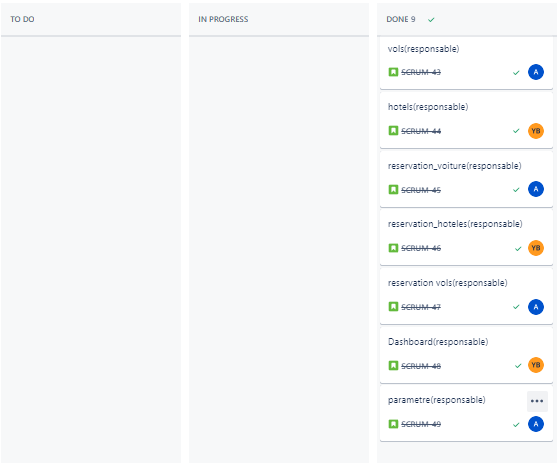 TO DO
IN PROGRESS
DONE 9
vols(responsable)
SCRUM-43
A
hotels(responsable)
SCRUM-44
YB
reservation_voiture(responsable)
SCRUM-45
A
reservation_hoteles(responsable)
SCRUM-46
YB
reservation vols(responsable)
SCRUM-47
A
Dashboard(responsable)
SCRUM-48
YB
parametre(responsable)
SCRUM-49
A